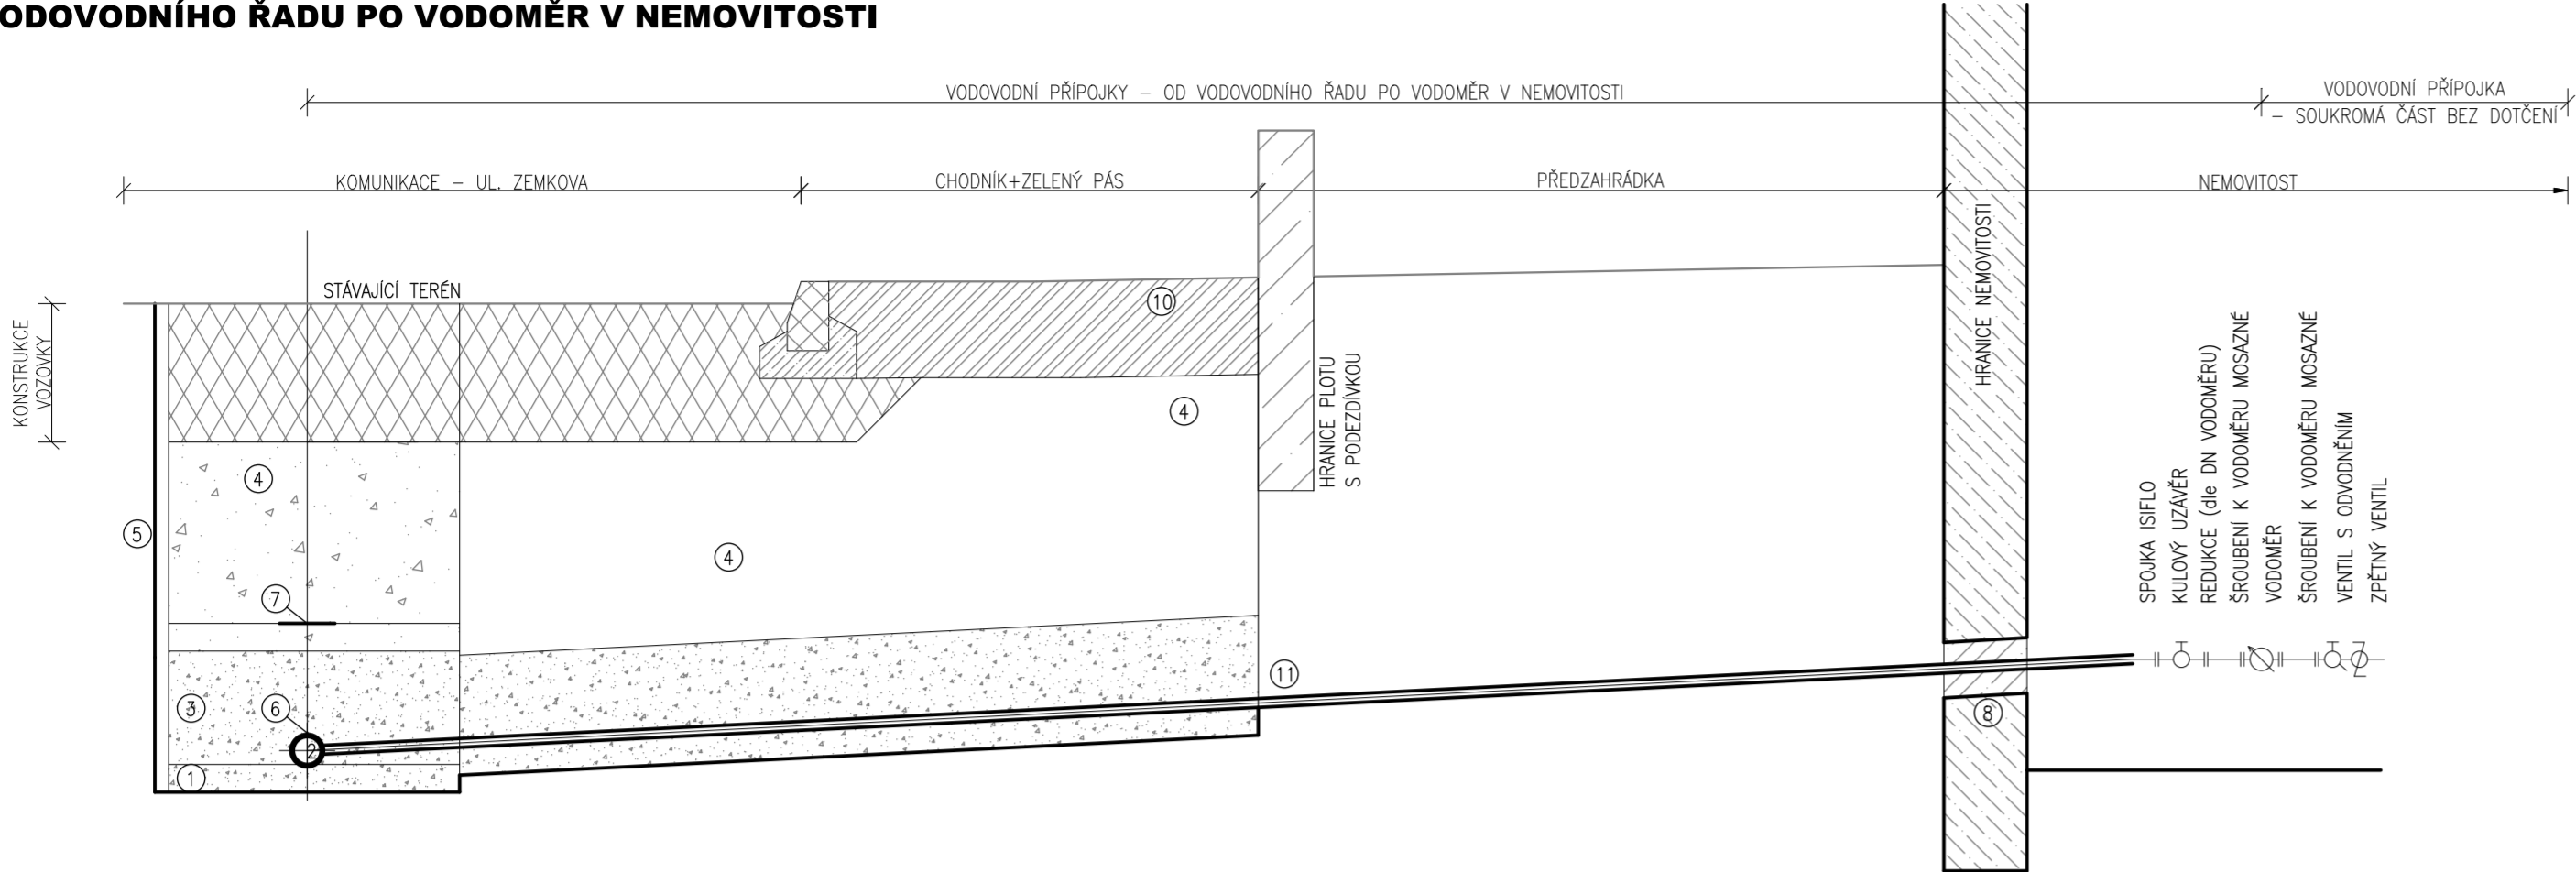 ODOVODNÍHO ŘADU PO VODOMĚR V NEMOVITOSTI
VODOVODNÍ PŘÍPOJKY – OD VODOVODNÍHO ŘADU PO VODOMĚR V NEMOVITOSTI
VODOVODNÍ PŘÍPOJKA
– SOUKROMÁ ČÁST BEZ DOTČENÍ
KOMUNIKACE – UL. ZEMKOVA
CHODNÍK+ZELENÝ PÁS
PŘEDZAHRÁDKA
NEMOVITOST
STÁVAJÍCÍ TERÉN
KONSTRUKCE
VOZOVKY
HRANICE PLOTU
S PODEZDÍVKOU
HRANICE NEMOVITOSTI
SPOJKA ISIFLO
KULOVÝ UZÁVĚR
REDUKCE (dle DN VODOMĚRU)
ŠROUBENÍ K VODOMĚRU MOSAZNÉ
VODOMĚR
ŠROUBENÍ K VODOMĚRU MOSAZNÉ
VENTIL S ODVODNĚNÍM
ZPĚTNÝ VENTIL
10
4
4
5
4
7
11
3
6
8
2
1